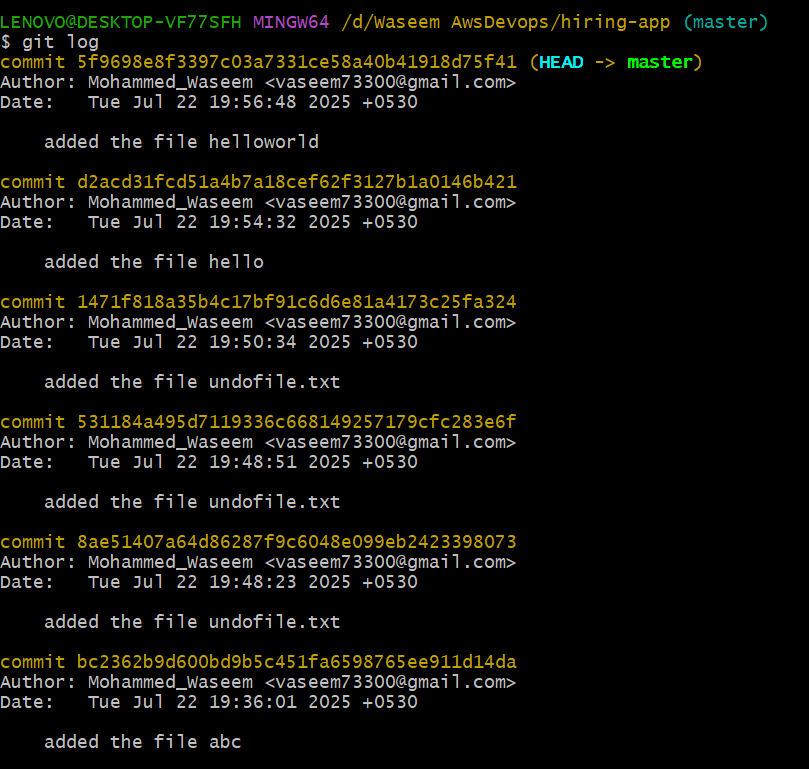 LENOVO@DESKTOP-VF77SFH MINGW64 /d/Waseem AwsDevops/hiring-app (master)
$ git log
commit 5f9698e8f3397c03a7331ce58a40b41918d75f41 (HEAD -> master)
Author: Mohammed_Waseem <vaseem73300@gmail.com>
Date:   Tue Jul 22 19:56:48 2025 +0530

    added the file helloworld

commit d2acd31fcd51a4b7a18cef62f3127b1a0146b421
Author: Mohammed_Waseem <vaseem73300@gmail.com>
Date:   Tue Jul 22 19:54:32 2025 +0530

    added the file hello

commit 1471f818a35b4c17bf91c6d6e81a4173c25fa324
Author: Mohammed_Waseem <vaseem73300@gmail.com>
Date:   Tue Jul 22 19:50:34 2025 +0530

    added the file undofile.txt

commit 531184a495d7119336c668149257179cfc283e6f
Author: Mohammed_Waseem <vaseem73300@gmail.com>
Date:   Tue Jul 22 19:48:51 2025 +0530

    added the file undofile.txt

commit 8ae51407a64d86287f9c6048e099eb2423398073
Author: Mohammed_Waseem <vaseem73300@gmail.com>
Date:   Tue Jul 22 19:48:23 2025 +0530

    added the file undofile.txt

commit bc2362b9d600bd9b5c451fa6598765ee911d14da
Author: Mohammed_Waseem <vaseem73300@gmail.com>
Date:   Tue Jul 22 19:36:01 2025 +0530

    added the file abc